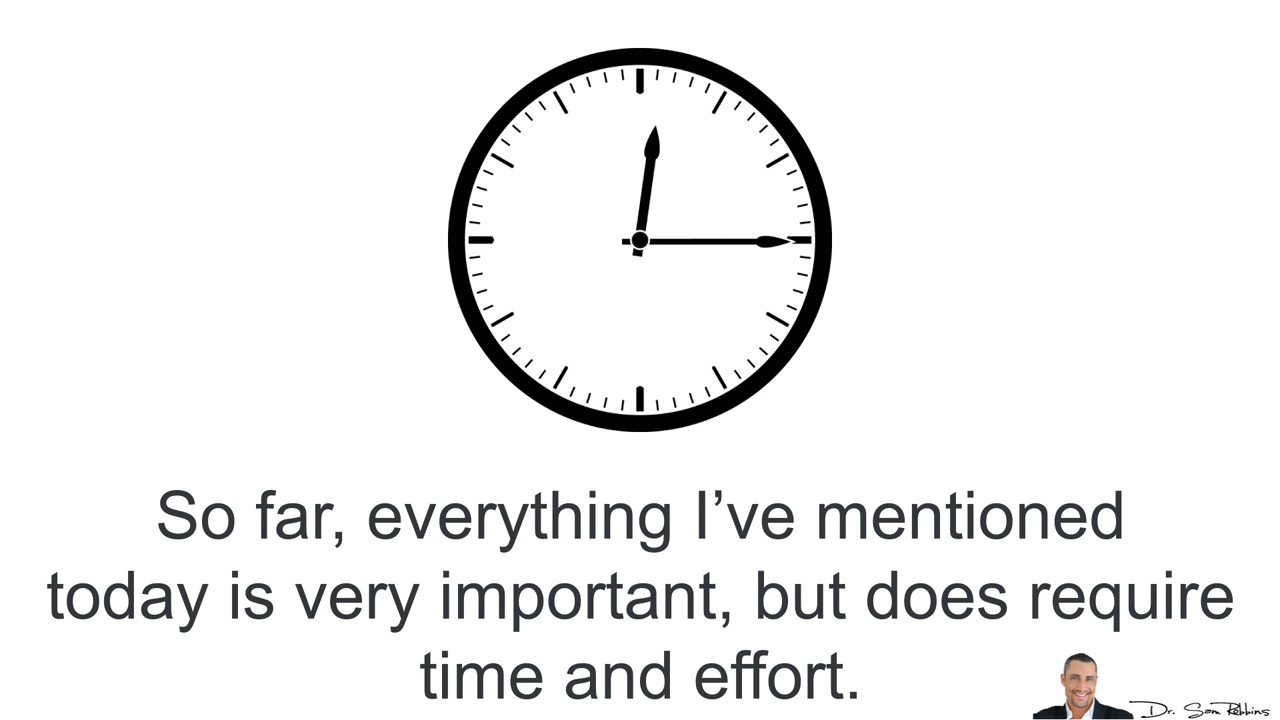 So far, everything I’ve mentioned
today is very important, but does require
time and effort.
Dr. Sam Robbins